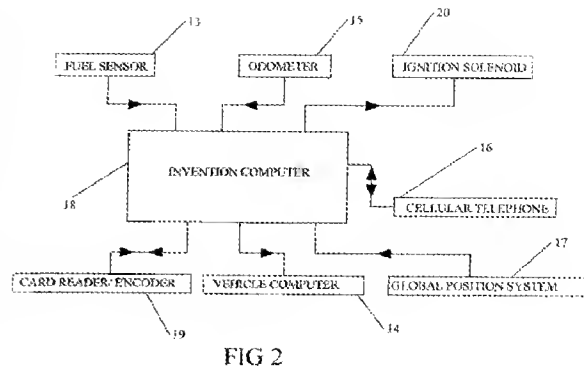 13
15
20
FUEL SENSOR
ODOMETER
IGNITION SOLENOID
INVENTION COMPUTER
18
16
CELLULAR TELEPHONE
17
CARD READER/ ENCODER
VEHICLE COMPUTER
GLOBAL POSITION SYSTEM
19
14
FIG 2